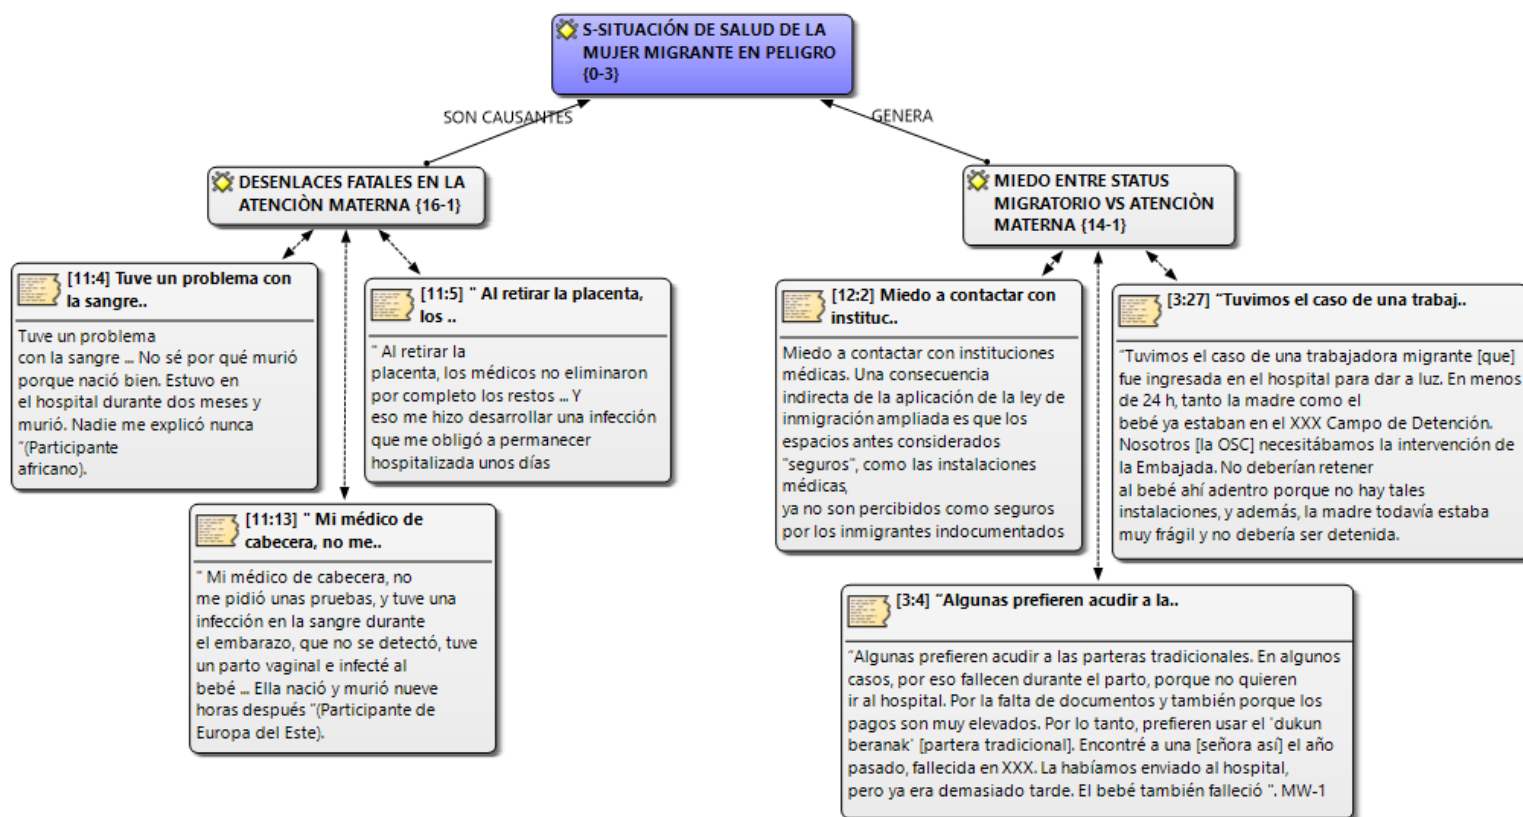 S-SITUACIÓN DE SALUD DE LA
MUJER MIGRANTE EN PELIGRO
{0-3}
SON CAUSANTES
GENERA
DESENLACES FATALES EN LA
ATENCIÒN MATERNA {16-1}
MIEDO ENTRE STATUS
MIGRATORIO VS ATENCIÒN
MATERNA {14-1}
[11:4] Tuve un problema con
la sangre..
Tuve un problema
con la sangre ... No sé por qué murió
porque nació bien. Estuvo en
el hospital durante dos meses y
murió. Nadie me explicó nunca
"(Participante
africano).
[11:5] " Al retirar la placenta,
los ..
" Al retirar la
placenta, los médicos no eliminaron
por completo los restos ... Y
eso me hizo desarrollar una infección
que me obligó a permanecer
hospitalizada unos días
[11:13] " Mi médico de
cabecera, no me..
" Mi médico de cabecera, no
me pidió unas pruebas, y tuve una
infección en la sangre durante
el embarazo, que no se detectó, tuve
un parto vaginal e infecté al
bebé ... Ella nació y murió nueve
horas después "(Participante de
Europa del Este).
[12:2] Miedo a contactar con
instituc..
Miedo a contactar con instituciones
médicas. Una consecuencia
indirecta de la aplicación de la ley de
inmigración ampliada es que los
espacios antes considerados
"seguros", como las instalaciones
médicas,
ya no son percibidos como seguros
por los inmigrantes indocumentados
[3:27] “Tuvimos el caso de una trabaj..
“Tuvimos el caso de una trabajadora migrante [que]
fue ingresada en el hospital para dar a luz. En menos
de 24 h, tanto la madre como el
bebé ya estaban en el XXX Campo de Detención.
Nosotros [la OSC] necesitábamos la intervención de
la Embajada. No deberían retener
al bebé ahí adentro porque no hay tales
instalaciones, y además, la madre todavía estaba
muy frágil y no debería ser detenida.
[3:4] “Algunas prefieren acudir a la..
“Algunas prefieren acudir a las parteras tradicionales. En algunos
casos, por eso fallecen durante el parto, porque no quieren
ir al hospital. Por la falta de documentos y también porque los
pagos son muy elevados. Por lo tanto, prefieren usar el 'dukun
beranak' [partera tradicional]. Encontré a una [señora así] el año
pasado, fallecida en XXX. La habíamos enviado al hospital,
pero ya era demasiado tarde. El bebé también falleció ”. MW-1